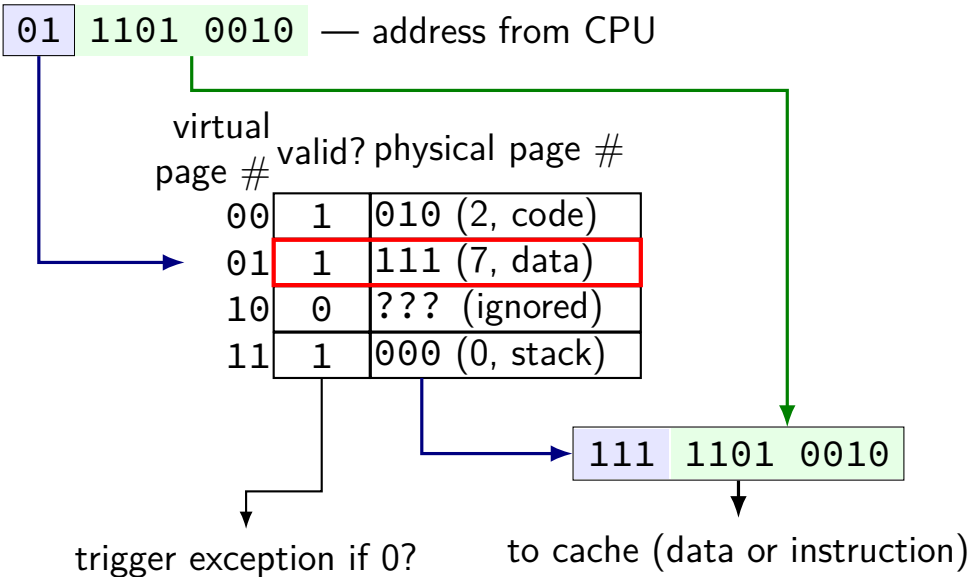 01 1101 0010 — address from CPU
virtual
page # valid? physical page #
00 1 010 (2, code)
01 1 111 (7, data)
10 0 ??? (ignored)
11 1 000 (0, stack)
111 1101 0010
trigger exception if 0?
to cache (data or instruction)